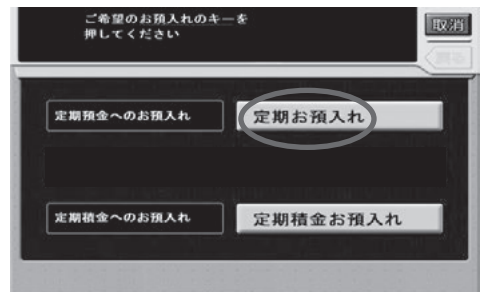 ご希望のお預入れのキーを
押してください
取消
戻る
定期預金へのお預入れ
定期お預入れ
定期積金へのお預入れ
定期積金お預入れ